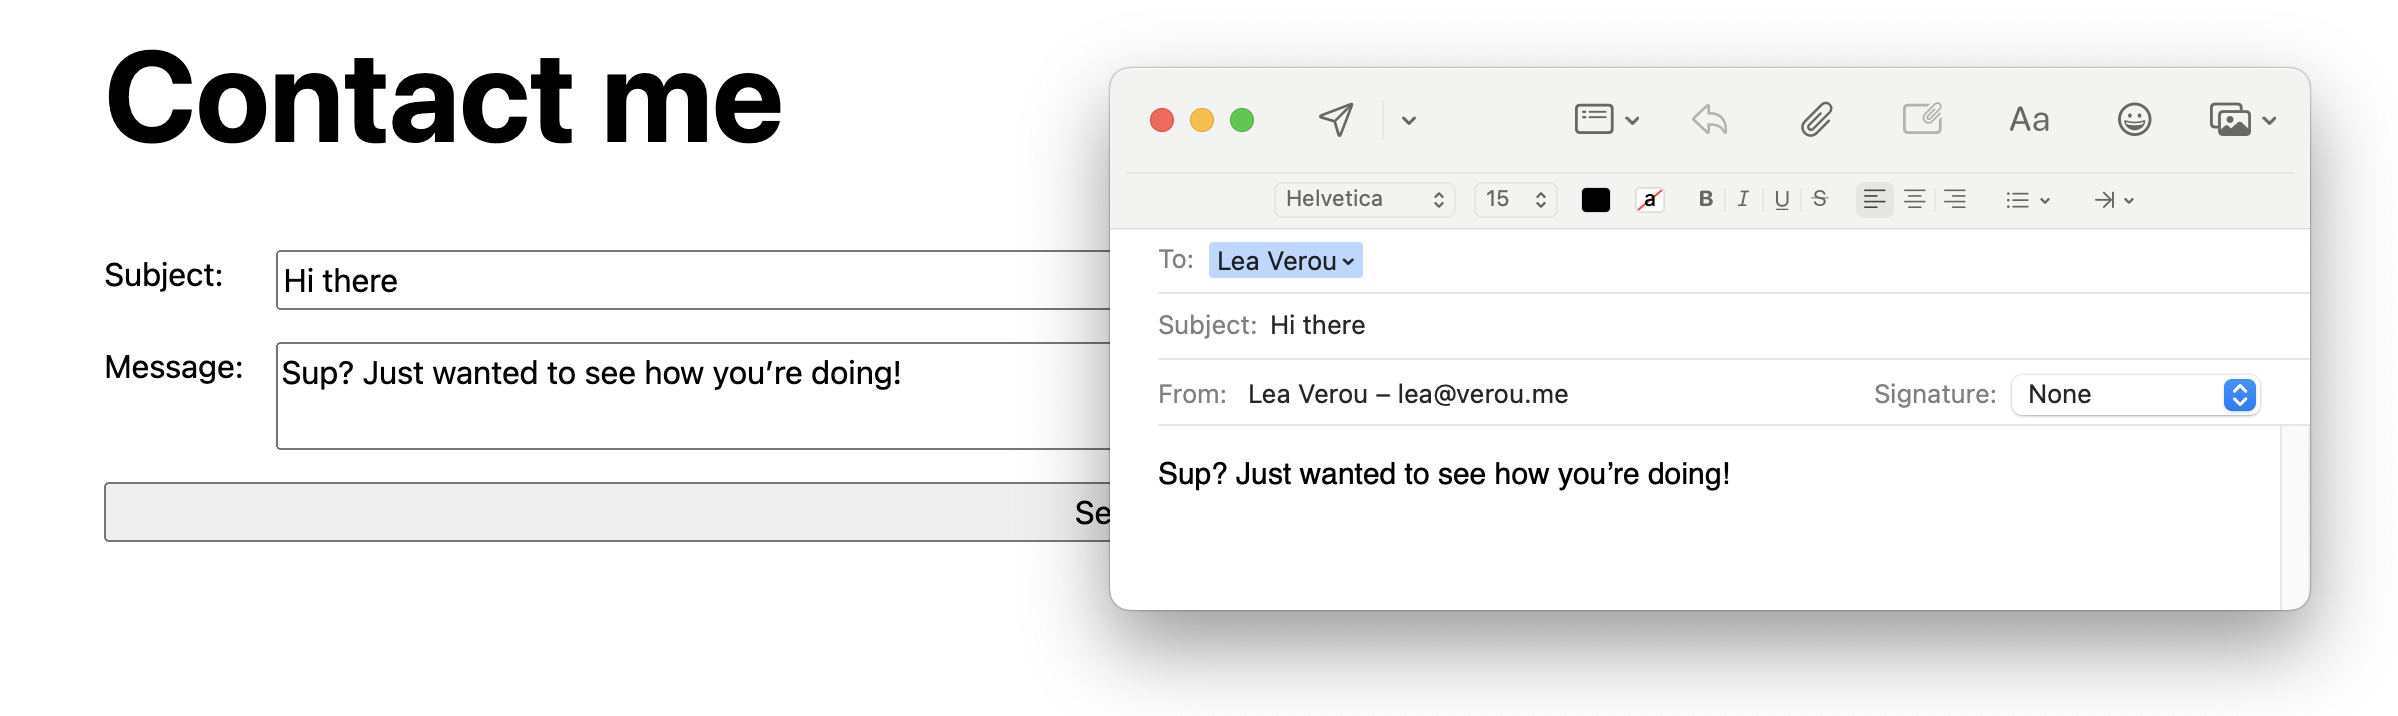 Contact me
Subject: Hi there
Message: Sup? Just wanted to see how you’re doing!
Se
Aa
Helvetica 15 a B I U S
To: Lea Verou
Subject: Hi there
From: Lea Verou – lea@verou.me Signature: None
Sup? Just wanted to see how you’re doing!